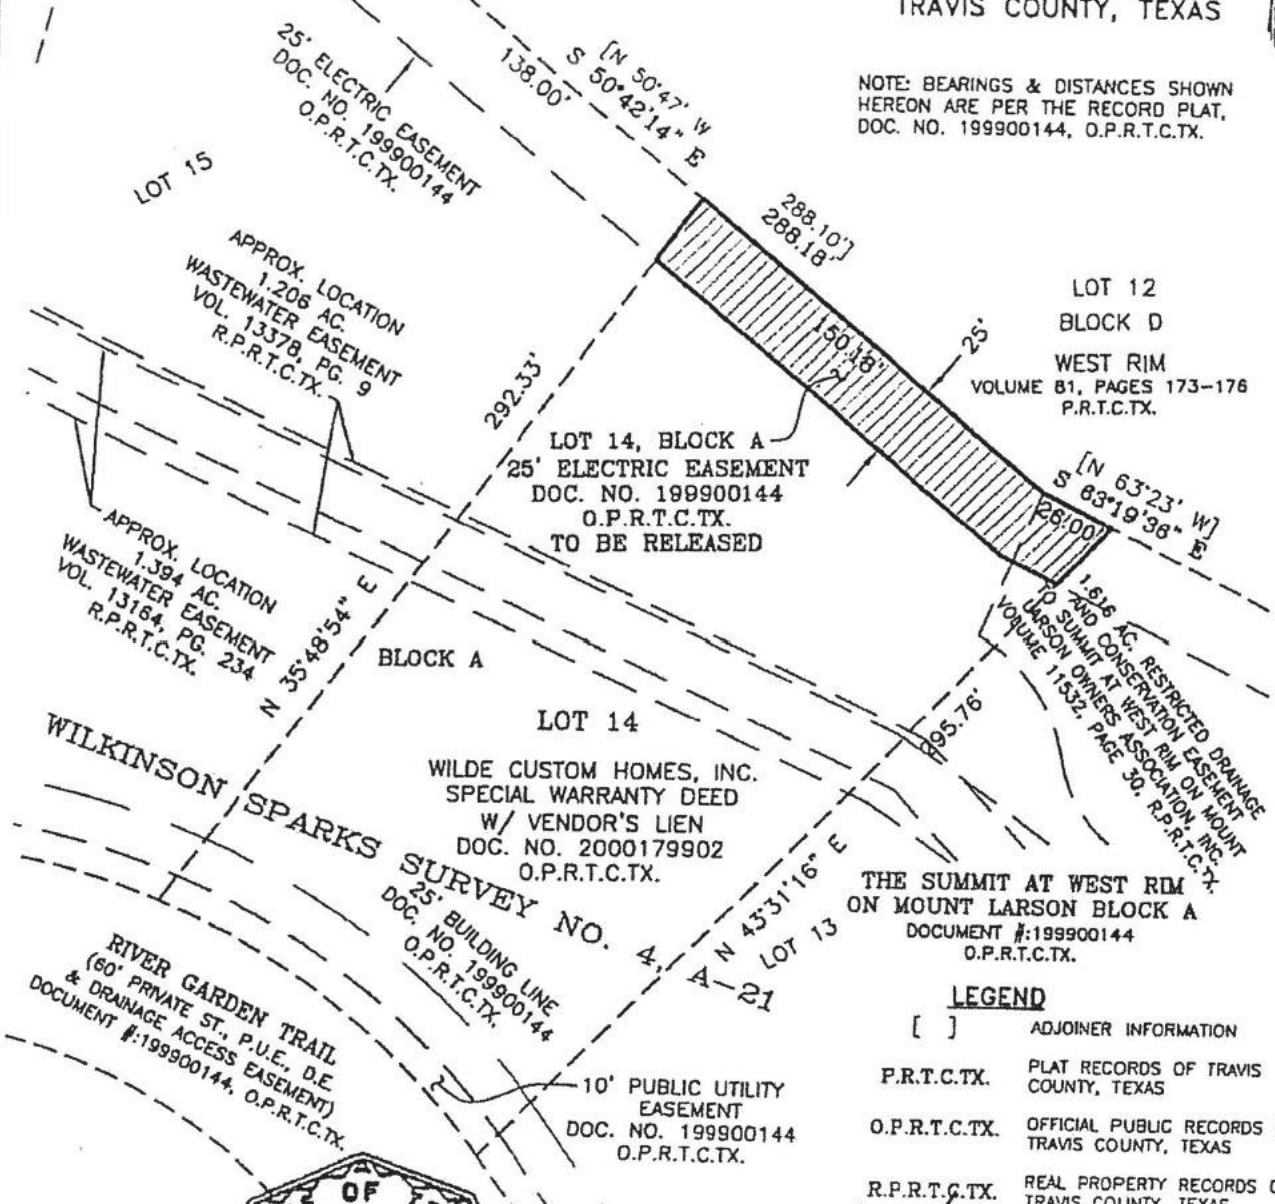 TRAVIS COUNTY, TEXAS
NOTE: BEARINGS & DISTANCES SHOWN
HEREON ARE PER THE RECORD PLAT,
DOC. NO. 199900144, O.P.R.T.C.TX.
25' ELECTRIC EASEMENT
DOC. NO. 199900144
O.P.R.T.C.TX.
138.00'
[N 50°47' W
S 50°42'14" E
288.10']
288.18'
LOT 15
APPROX. LOCATION
1.206 AC.
WASTEWATER EASEMENT
VOL. 13378, PG. 9
R.P.R.T.C.TX.
292.33'
150.18'
25'
LOT 12
BLOCK D
WEST RIM
VOLUME 81, PAGES 173-176
P.R.T.C.TX.
LOT 14, BLOCK A
25' ELECTRIC EASEMENT
DOC. NO. 199900144
O.P.R.T.C.TX.
TO BE RELEASED
[N 63°23' W]
S 63°19'36" E
26.00'
APPROX. LOCATION
1.394 AC.
WASTEWATER EASEMENT
VOL. 13164, PG. 234
R.P.R.T.C.TX.
N 35°48'54" E
BLOCK A
1.616 AC. RESTRICTED DRAINAGE
AND CONSERVATION EASEMENT
TO SUMMIT AT WEST RIM ON MOUNT
LARSON OWNERS ASSOCIATION, INC.
VOLUME 11532, PAGE 30, R.P.R.T.C.TX.
LOT 14
WILDE CUSTOM HOMES, INC.
SPECIAL WARRANTY DEED
W/ VENDOR'S LIEN
DOC. NO. 2000179902
O.P.R.T.C.TX.
95.76'
N 43°31'16" E
LOT 13
WILKINSON SPARKS SURVEY NO. 4, A-21
THE SUMMIT AT WEST RIM
ON MOUNT LARSON BLOCK A
DOCUMENT #:199900144
O.P.R.T.C.TX.
25' BUILDING LINE
DOC. NO. 199900144
O.P.R.T.C.TX.
RIVER GARDEN TRAIL
(60' PRIVATE ST., P.U.E., D.E.
& DRAINAGE ACCESS EASEMENT)
DOCUMENT #:199900144, O.P.R.T.C.TX.
10' PUBLIC UTILITY
EASEMENT
DOC. NO. 199900144
O.P.R.T.C.TX.
LEGEND
[ ] ADJOINER INFORMATION
P.R.T.C.TX. PLAT RECORDS OF TRAVIS
COUNTY, TEXAS
O.P.R.T.C.TX. OFFICIAL PUBLIC RECORDS
TRAVIS COUNTY, TEXAS
R.P.R.T.C.TX. REAL PROPERTY RECORDS
TRAVIS COUNTY, TEXAS
OF